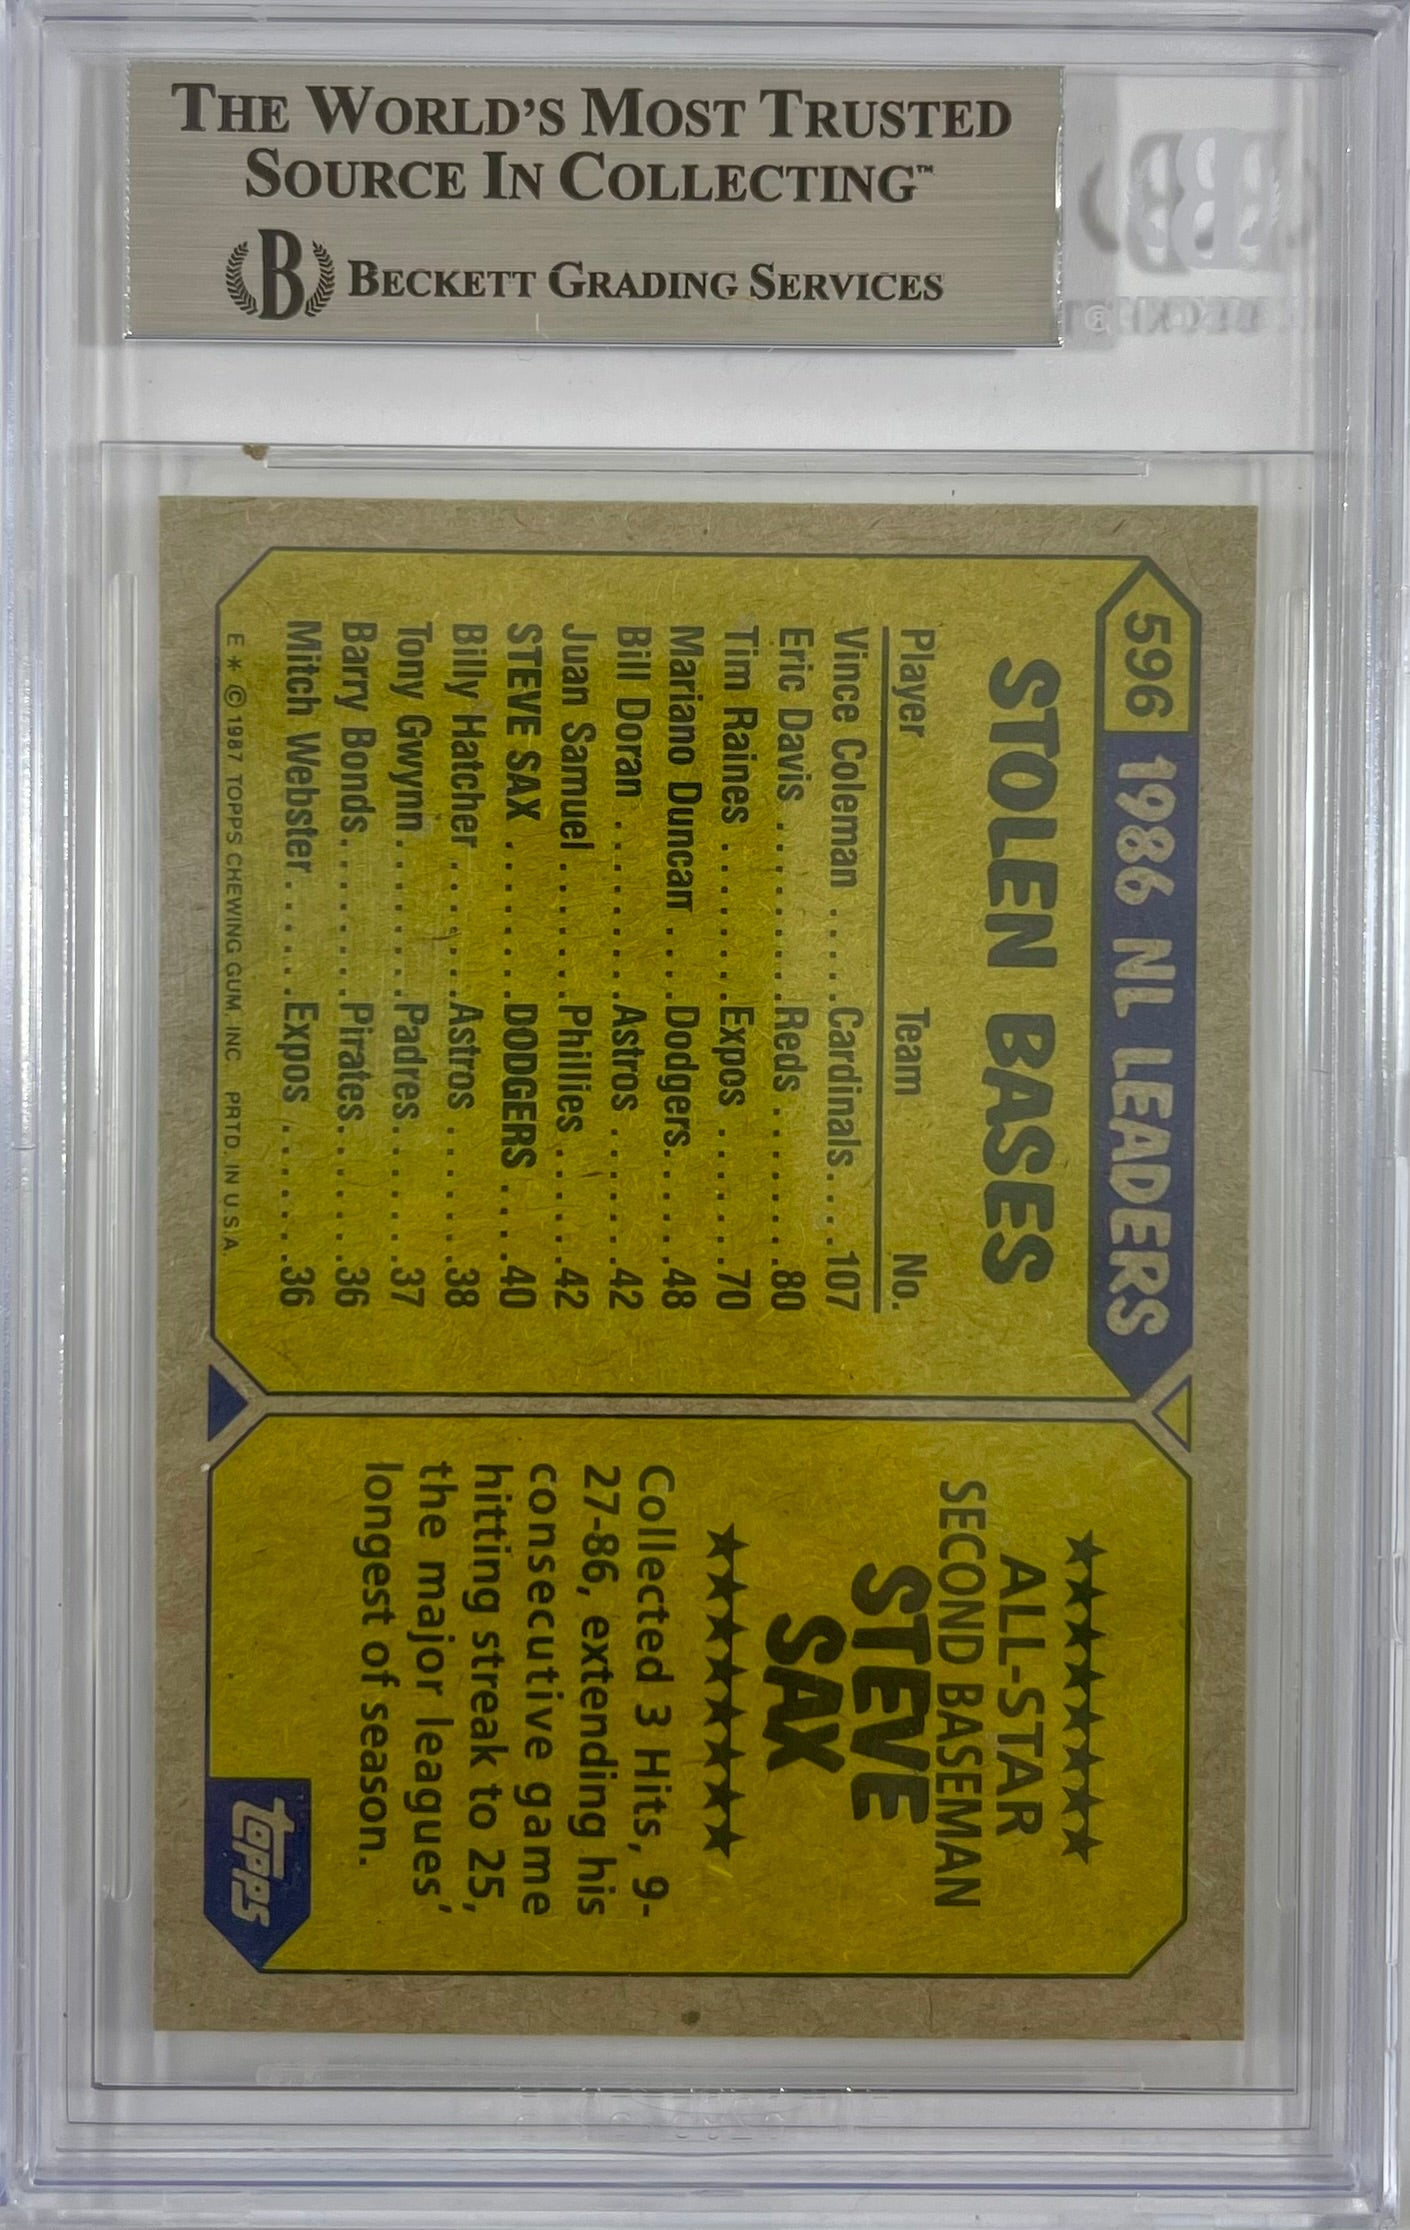 THE WORLD'S MOST TRUSTED
SOURCE IN COLLECTING™
B BECKETT GRADING SERVICES
596 1986 NL LEADERS
STOLEN BASES
Player Team No.
Vince Coleman .....Cardinals....107
Eric Davis ..........Reds ........80
Tim Raines ........Expos .......70
Mariano Duncan ....Dodgers......48
Bill Doran .........Astros .......42
Juan Samuel .......Phillies ......42
STEVE SAX ........DODGERS ....40
Billy Hatcher .......Astros .......38
Tony Gwynn........Padres.......37
Barry Bonds........Pirates.......36
Mitch Webster......Expos .......36
E * © 1987 TOPPS CHEWING GUM, INC. PRTD. IN U.S.A.
ALL-STAR
SECOND BASEMAN
STEVE
SAX
Collected 3 Hits, 9-
27-86, extending his
consecutive game
hitting streak to 25,
the major leagues'
longest of season.
topps